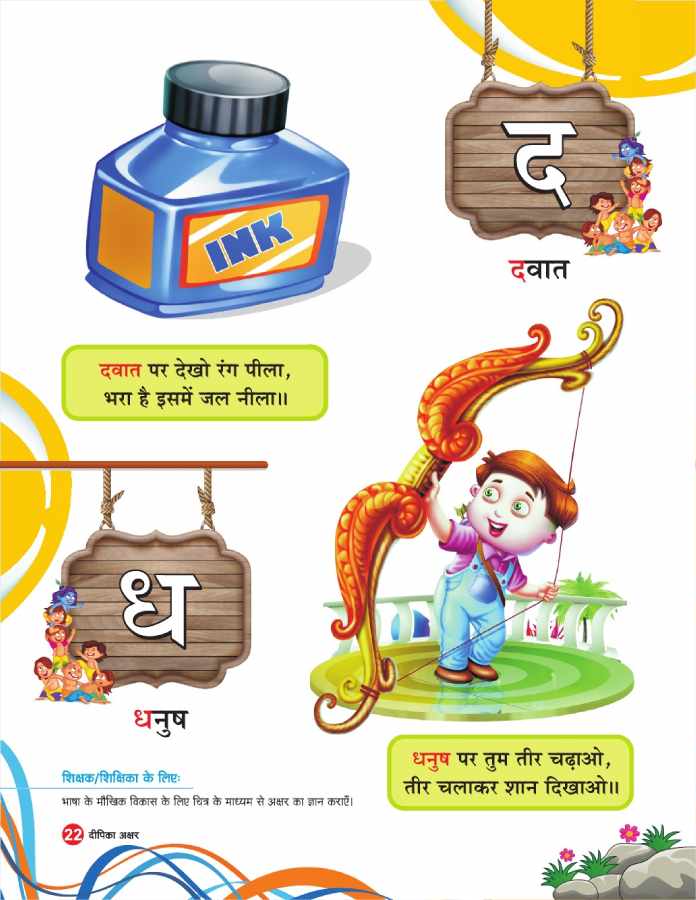 INK
द
दवात
दवात पर देखो रंग पीला,
भरा है इसमें जल नीला॥
ध
धनुष
धनुष पर तुम तीर चढ़ाओ,
तीर चलाकर शान दिखाओ॥
शिक्षक/शिक्षिका के लिएः
भाषा के मौखिक विकास के लिए चित्र के माध्यम से अक्षर का ज्ञान कराएँ।
22 दीपिका अक्षर